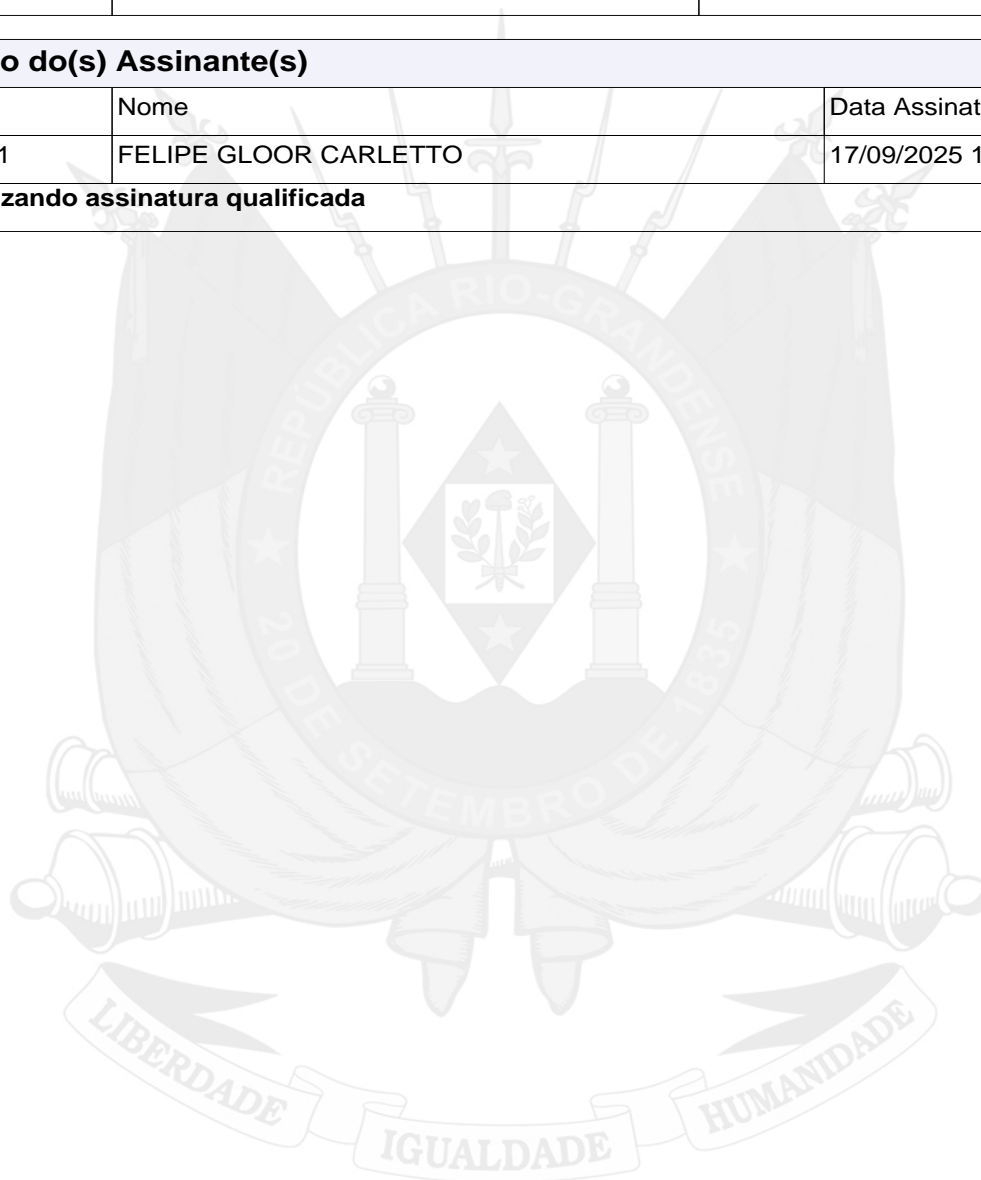 o do(s) Assinante(s)
Nome Data Assinat
1 FELIPE GLOOR CARLETTO 17/09/2025 1
zando assinatura qualificada
REPÚBLICA RIO-GRANDENSE
20 DE SETEMBRO DE 1835
LIBERDADE IGUALDADE HUMANIDADE